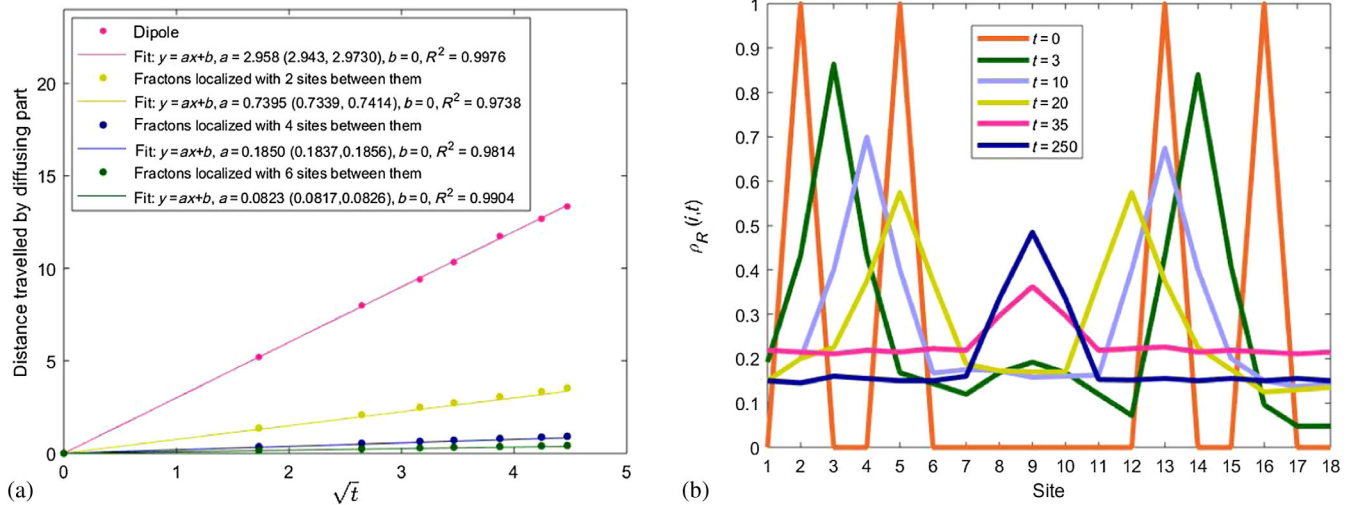 Dipole
Fit: y = ax+b, a = 2.958 (2.943, 2.9730), b = 0, R² = 0.9976
Fractons localized with 2 sites between them
Fit: y = ax+b, a = 0.7395 (0.7339, 0.7414), b = 0, R² = 0.9738
Fractons localized with 4 sites between them
Fit: y = ax+b, a = 0.1850 (0.1837,0.1856), b = 0, R² = 0.9814
Fractons localized with 6 sites between them
Fit: y = ax+b, a = 0.0823 (0.0817,0.0826), b = 0, R² = 0.9904
Distance travelled by diffusing part
20
15
10
5
0
0 1 2 3 4 5
√t
(a)
t = 0
t = 3
t = 10
t = 20
t = 35
t = 250
ρR (i,t)
1
0.9
0.8
0.7
0.6
0.5
0.4
0.3
0.2
0.1
0
1 2 3 4 5 6 7 8 9 10 11 12 13 14 15 16 17 18
Site
(b)